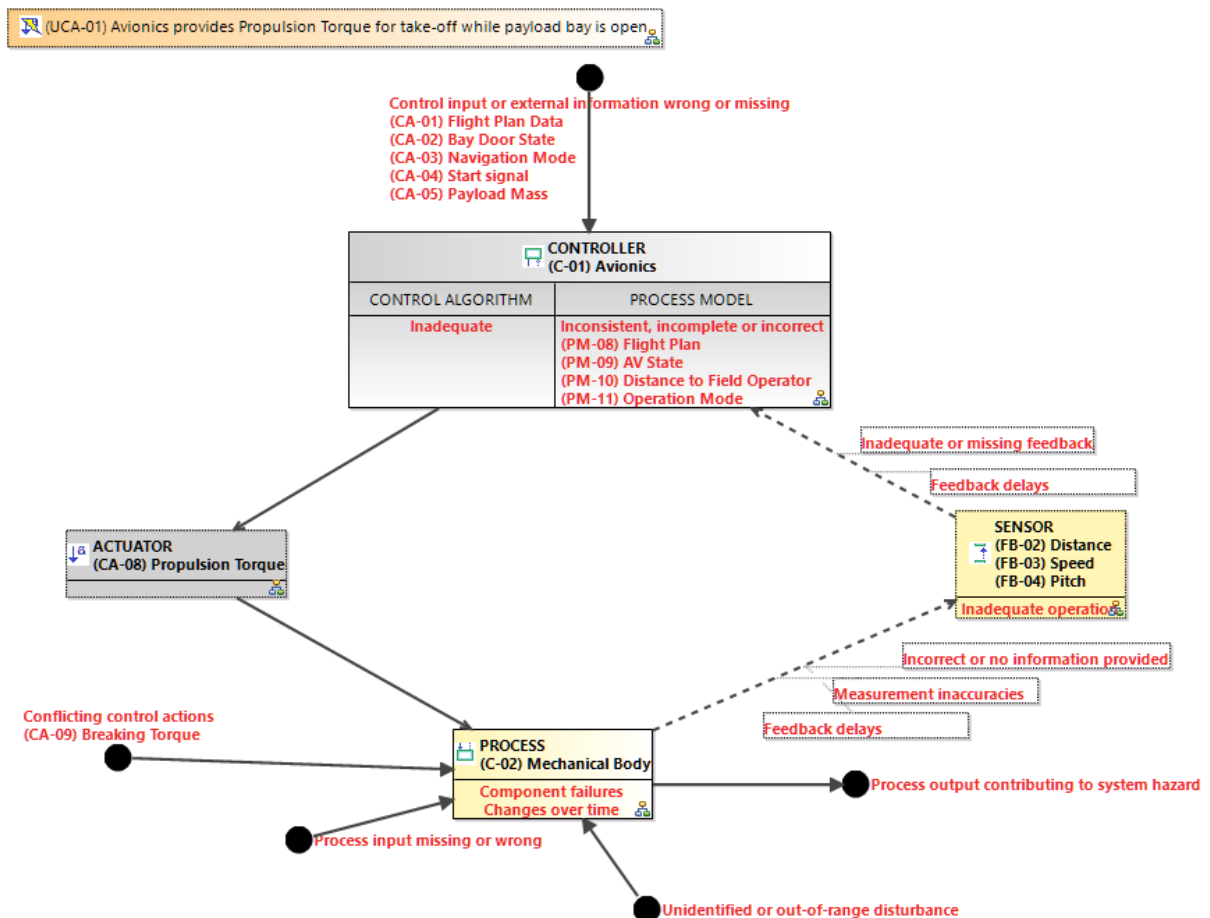 (UCA-01) Avionics provides Propulsion Torque for take-off while payload bay is open
Control input or external information wrong or missing
(CA-01) Flight Plan Data
(CA-02) Bay Door State
(CA-03) Navigation Mode
(CA-04) Start signal
(CA-05) Payload Mass
CONTROLLER
(C-01) Avionics
CONTROL ALGORITHM
PROCESS MODEL
Inadequate
Inconsistent, incomplete or incorrect
(PM-08) Flight Plan
(PM-09) AV State
(PM-10) Distance to Field Operator
(PM-11) Operation Mode
Inadequate or missing feedback
Feedback delays
ACTUATOR
(CA-08) Propulsion Torque
SENSOR
(FB-02) Distance
(FB-03) Speed
(FB-04) Pitch
Inadequate operation
Incorrect or no information provided
Measurement inaccuracies
Feedback delays
Conflicting control actions
(CA-09) Breaking Torque
PROCESS
(C-02) Mechanical Body
Component failures
Changes over time
Process output contributing to system hazard
Process input missing or wrong
Unidentified or out-of-range disturbance